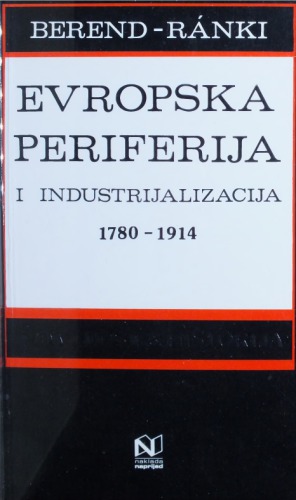 BEREND-RÁNKI
EVROPSKA
PERIFERIJA
I INDUSTRIJALIZACIJA
1780-1914
naklada
naprijed